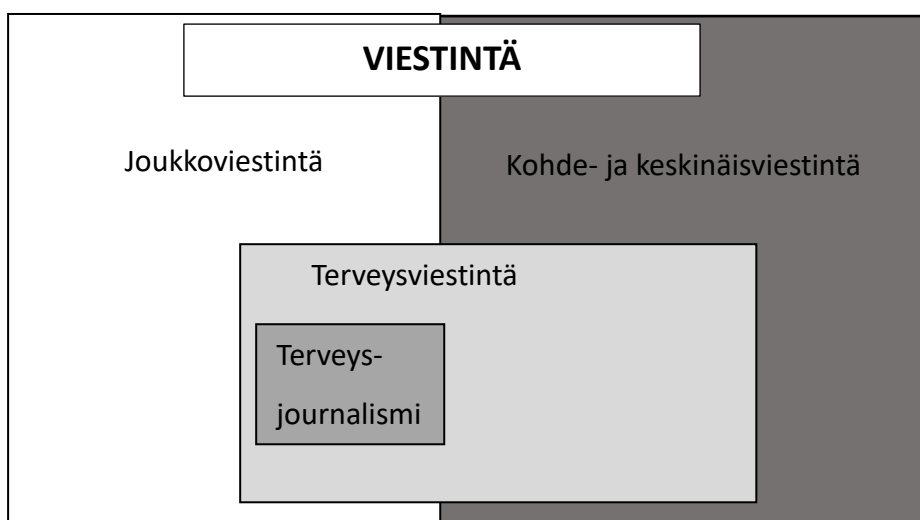 VIESTINTÄ
Joukkoviestintä
Kohde- ja keskinäisviestintä
Terveysviestintä
Terveys-
journalismi